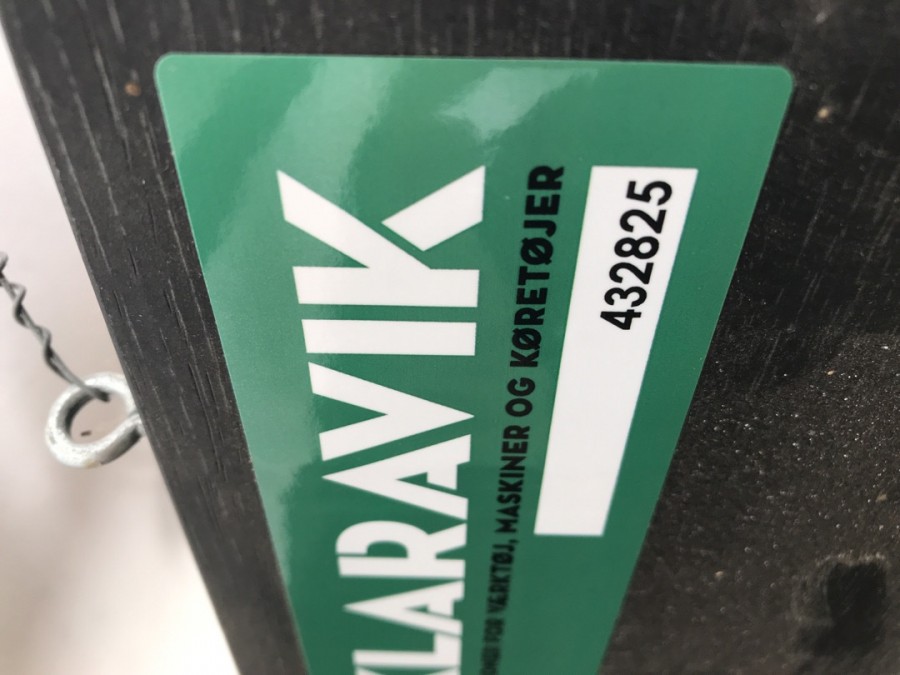 KLARAVIK
FOR VÆRKTØJ, MASKINER OG KØRETØJER
432825